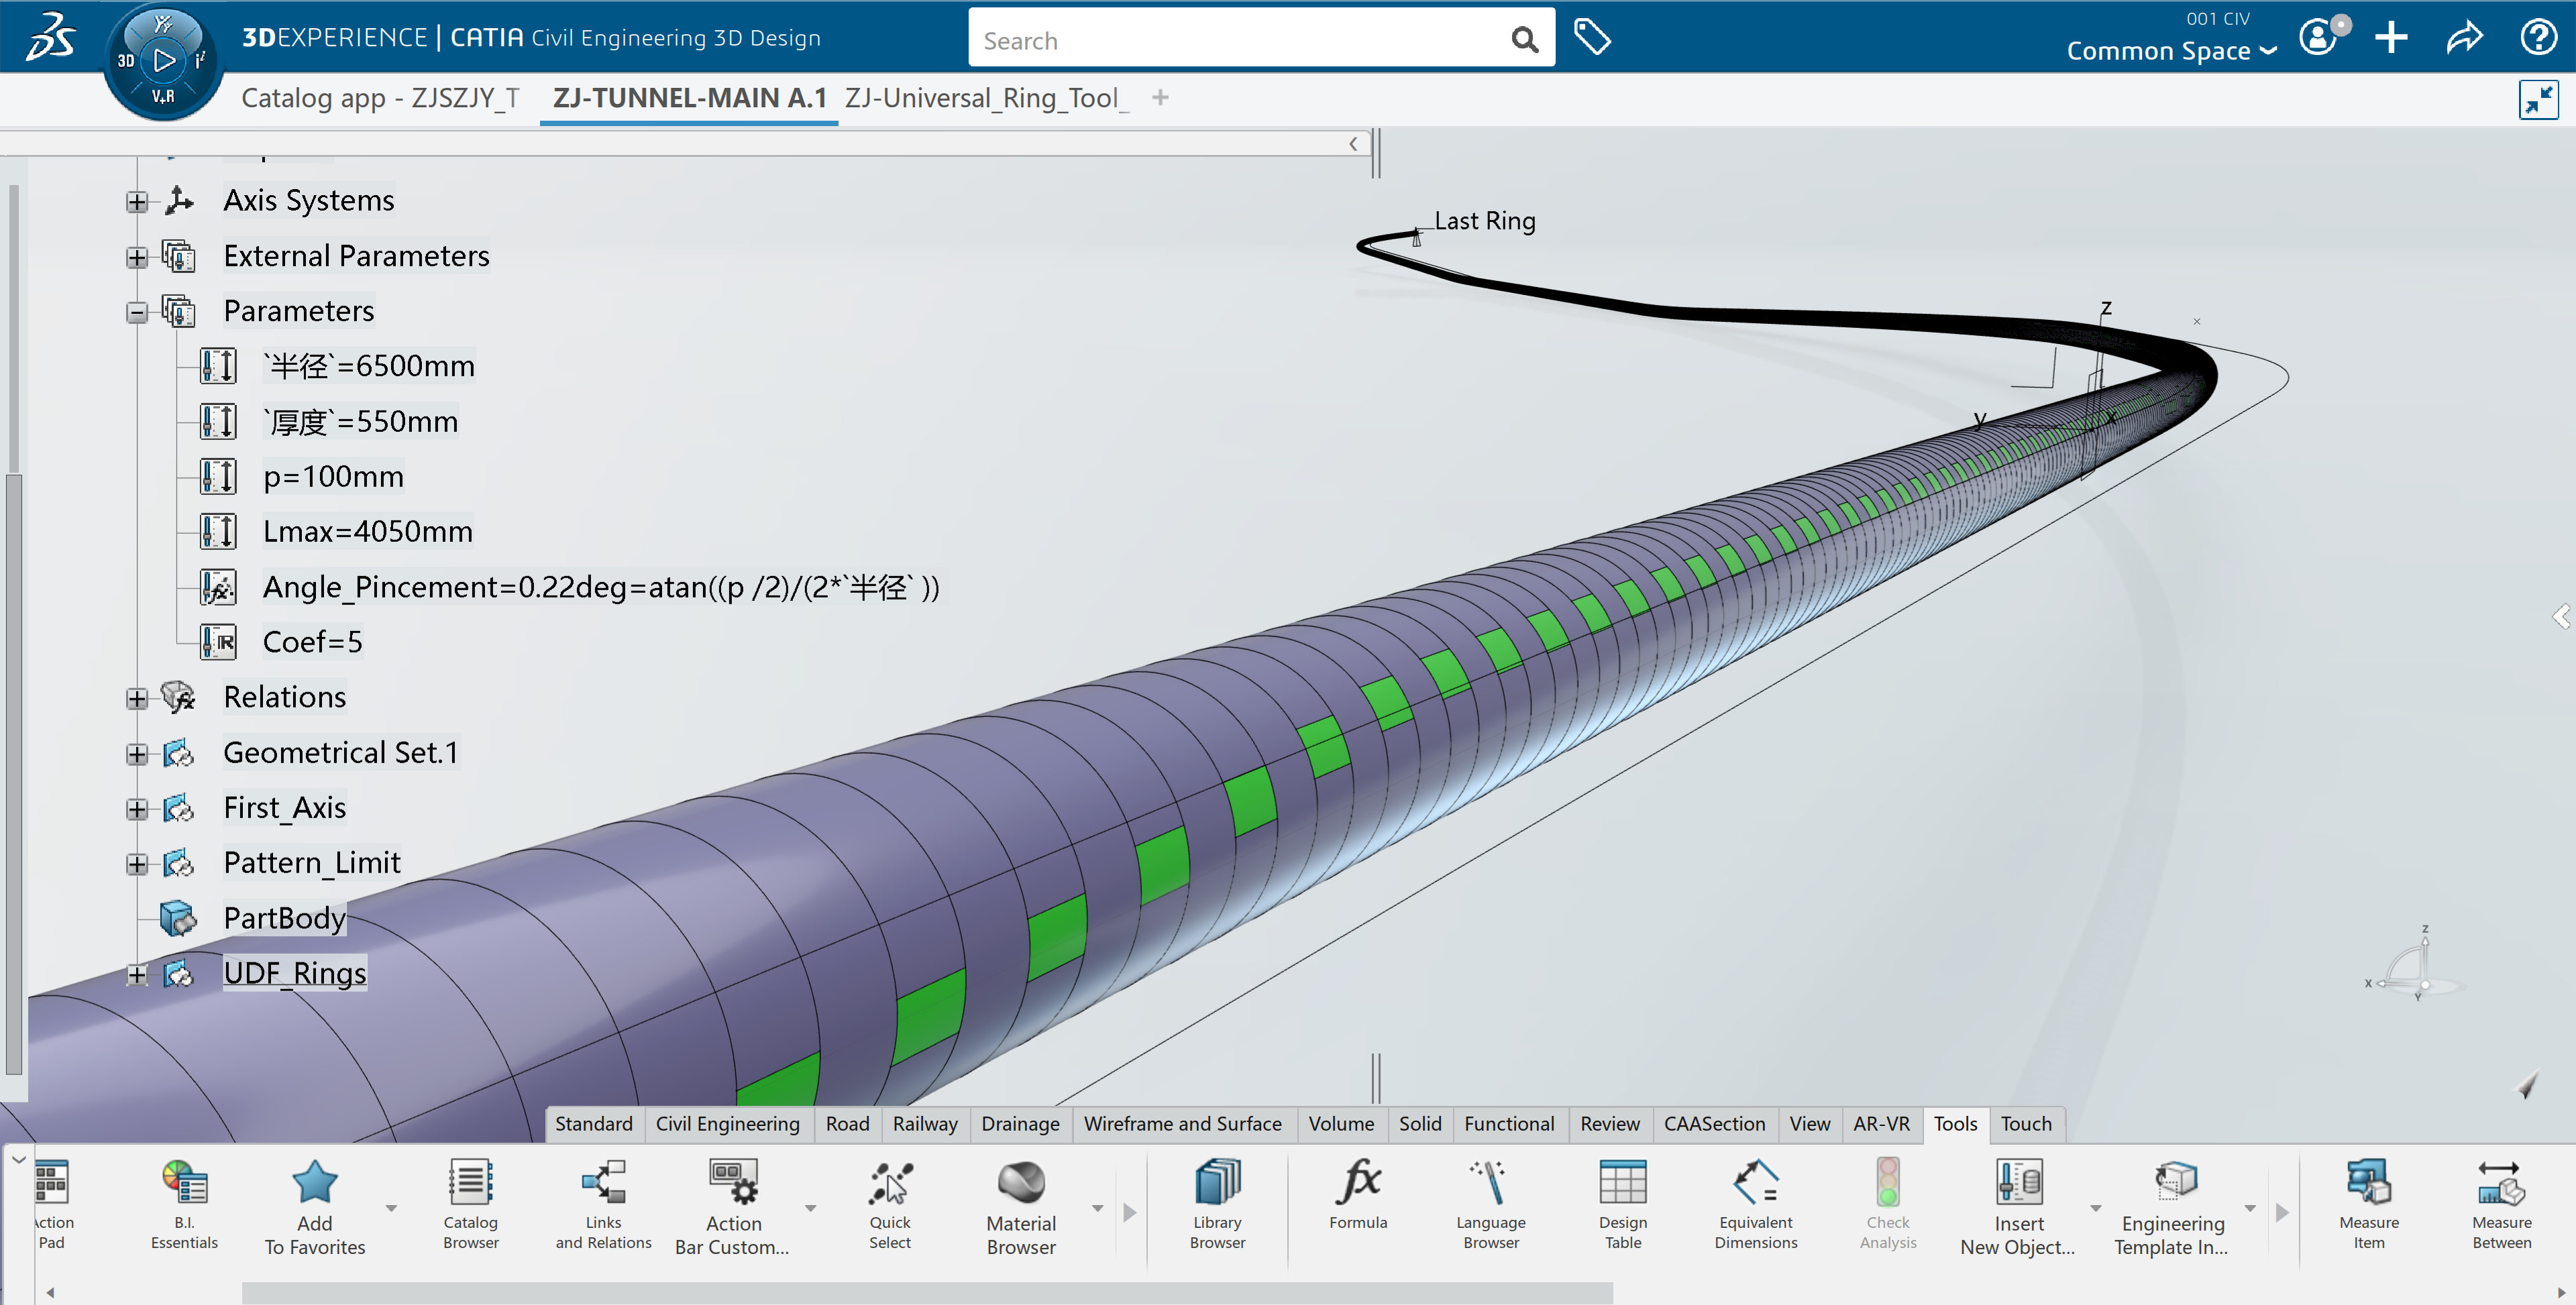 3DEXPERIENCE | CATIA Civil Engineering 3D Design
3D
i²
V₊R
Search
001 CIV
Common Space
Catalog app - ZJSZJY_T
ZJ-TUNNEL-MAIN A.1
ZJ-Universal_Ring_Tool_
Axis Systems
External Parameters
Parameters
`半径`=6500mm
`厚度`=550mm
p=100mm
Lmax=4050mm
Angle_Pincement=0.22deg=atan((p /2)/(2*`半径` ))
Coef=5
Relations
Geometrical Set.1
First_Axis
Pattern_Limit
PartBody
UDF_Rings
Last Ring
z
y
x
z
x
Y
Standard
Civil Engineering
Road
Railway
Drainage
Wireframe and Surface
Volume
Solid
Functional
Review
CAASection
View
AR-VR
Tools
Touch
ction
Pad
B.I.
Essentials
Add
To Favorites
Catalog
Browser
Links
and Relations
Action
Bar Custom...
Quick
Select
Material
Browser
Library
Browser
Formula
Language
Browser
Design
Table
Equivalent
Dimensions
Check
Analysis
Insert
New Object...
Engineering
Template In...
Measure
Item
Measure
Between